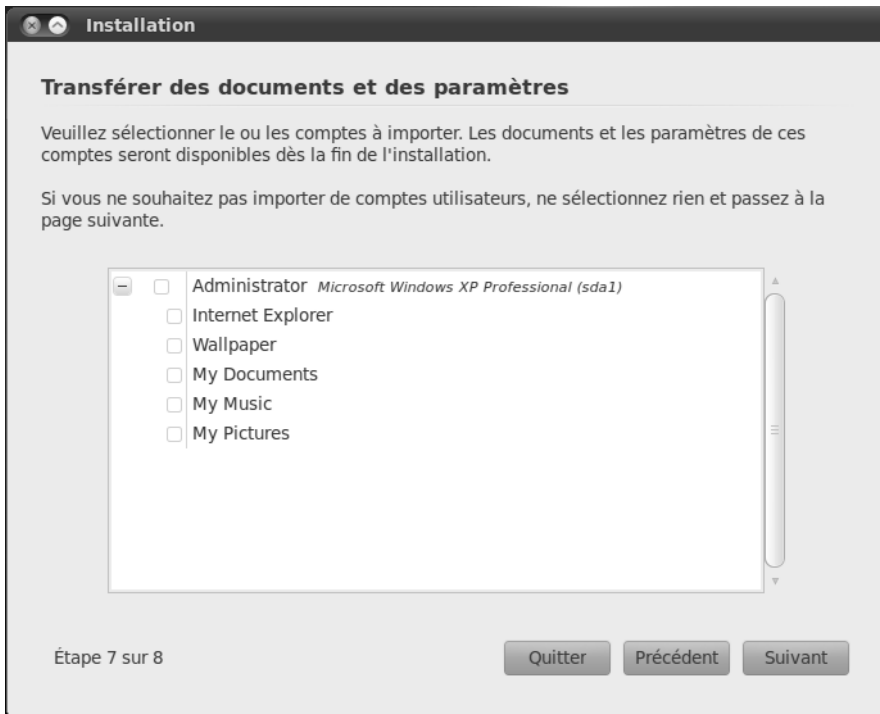 Installation
Transférer des documents et des paramètres
Veuillez sélectionner le ou les comptes à importer. Les documents et les paramètres de ces
comptes seront disponibles dès la fin de l'installation.
Si vous ne souhaitez pas importer de comptes utilisateurs, ne sélectionnez rien et passez à la
page suivante.
Administrator Microsoft Windows XP Professional (sda1)
Internet Explorer
Wallpaper
My Documents
My Music
My Pictures
Étape 7 sur 8
Quitter
Précédent
Suivant